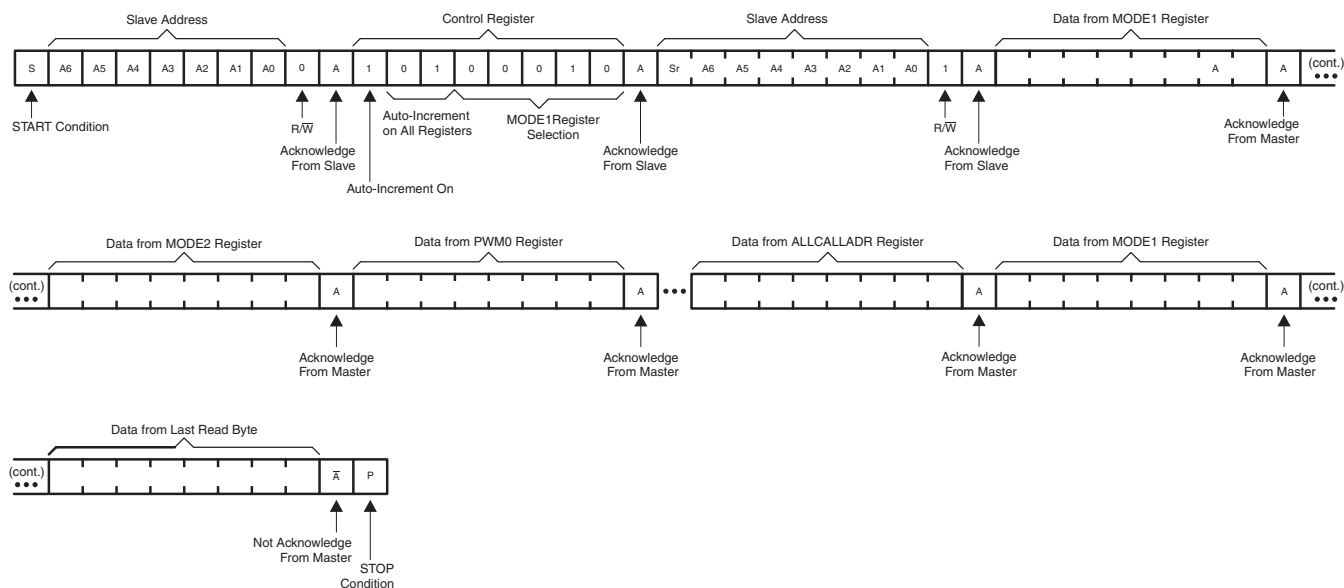 Slave Address Control Register Slave Address Data from MODE1 Register
S A6 A5 A4 A3 A2 A1 A0 0 A 1 0 1 0 0 0 1 0 A Sr A6 A5 A4 A3 A2 A1 A0 1 A A A (cont.) •••
START Condition
R/W̅
Acknowledge
From Slave
Auto-Increment On
Auto-Increment
on All Registers
MODE1Register
Selection
Acknowledge
From Slave
R/W̅
Acknowledge
From Slave
Acknowledge
From Master
Data from MODE2 Register Data from PWM0 Register Data from ALLCALLADR Register Data from MODE1 Register
(cont.) ••• A A ••• A A (cont.) •••
Acknowledge
From Master
Acknowledge
From Master
Acknowledge
From Master
Acknowledge
From Master
Data from Last Read Byte
(cont.) ••• A̅ P
Not Acknowledge
From Master
STOP
Condition